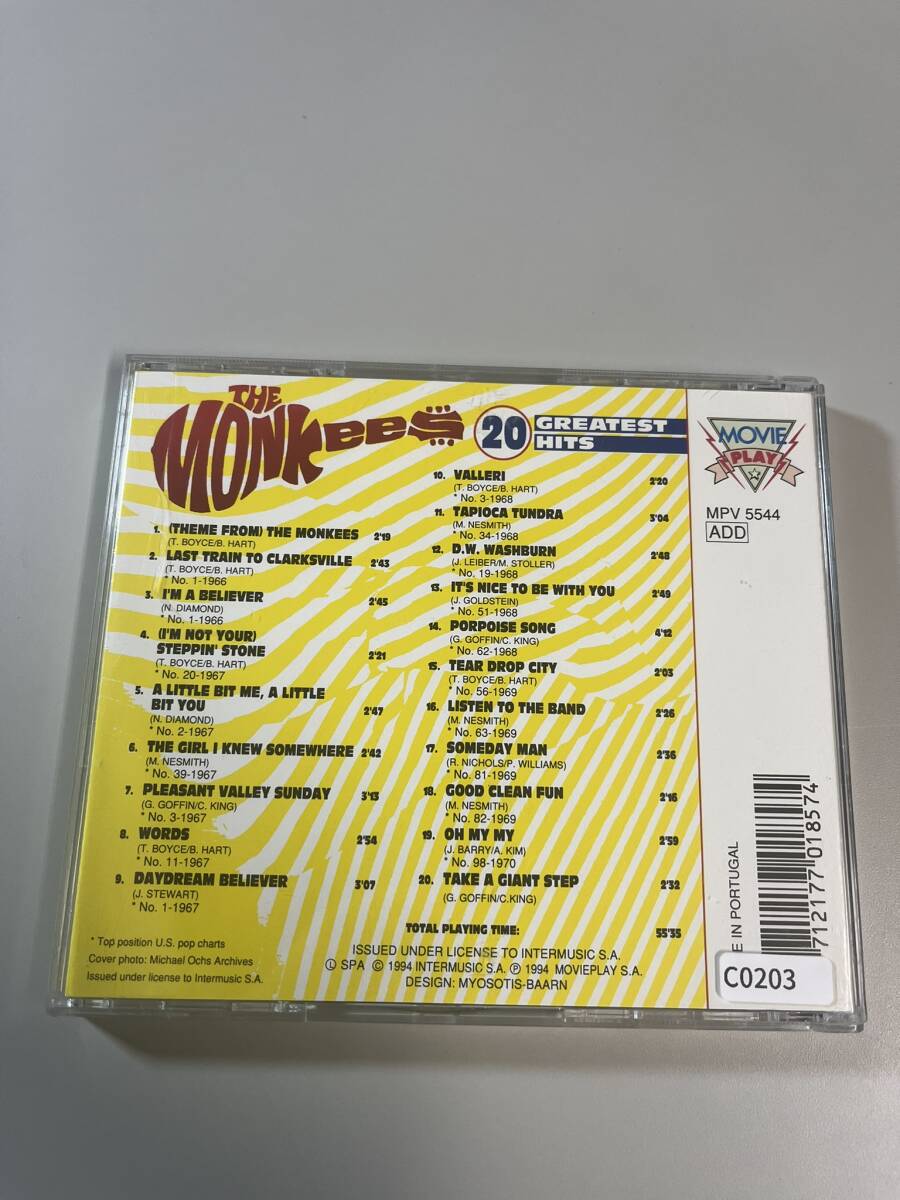 THE
MONKEES
20 GREATEST
HITS
1. (THEME FROM) THE MONKEES 2'19
(T. BOYCE/B. HART)
2. LAST TRAIN TO CLARKSVILLE 2'43
(T. BOYCE/B. HART)
* No. 1-1966
3. I'M A BELIEVER 2'45
(N. DIAMOND)
* No. 1-1966
4. (I'M NOT YOUR)
STEPPIN' STONE 2'21
(T. BOYCE/B. HART)
* No. 20-1967
5. A LITTLE BIT ME, A LITTLE
BIT YOU 2'47
(N. DIAMOND)
* No. 2-1967
6. THE GIRL I KNEW SOMEWHERE 2'42
(M. NESMITH)
* No. 39-1967
7. PLEASANT VALLEY SUNDAY 3'13
(G. GOFFIN/C. KING)
* No. 3-1967
8. WORDS 2'54
(T. BOYCE/B. HART)
* No. 11-1967
9. DAYDREAM BELIEVER 3'07
(J. STEWART)
* No. 1-1967
10. VALLERI 2'20
(T. BOYCE/B. HART)
* No. 3-1968
11. TAPIOCA TUNDRA 3'04
(M. NESMITH)
* No. 34-1968
12. D.W. WASHBURN 2'48
(J. LEIBER/M. STOLLER)
* No. 19-1968
13. IT'S NICE TO BE WITH YOU 2'49
(J. GOLDSTEIN)
* No. 51-1968
14. PORPOISE SONG 4'12
(G. GOFFIN/C. KING)
* No. 62-1968
15. TEAR DROP CITY 2'03
(T. BOYCE/B. HART)
* No. 56-1969
16. LISTEN TO THE BAND 2'26
(M. NESMITH)
* No. 63-1969
17. SOMEDAY MAN 2'36
(R. NICHOLS/P. WILLIAMS)
* No. 81-1969
18. GOOD CLEAN FUN 2'16
(M. NESMITH)
* No. 82-1969
19. OH MY MY 2'59
(J. BARRY/A. KIM)
* No. 98-1970
20. TAKE A GIANT STEP 2'32
(G. GOFFIN/C.KING)
TOTAL PLAYING TIME: 55'35
* Top position U.S. pop charts
Cover photo: Michael Ochs Archives
Issued under license to Intermusic S.A.
ISSUED UNDER LICENSE TO INTERMUSIC S.A.
Ⓛ SPA © 1994 INTERMUSIC S.A. ℗ 1994 MOVIEPLAY S.A.
DESIGN: MYOSOTIS-BAARN
MOVIE
PLAY
MPV 5544
ADD
E IN PORTUGAL
712177 018574
C0203